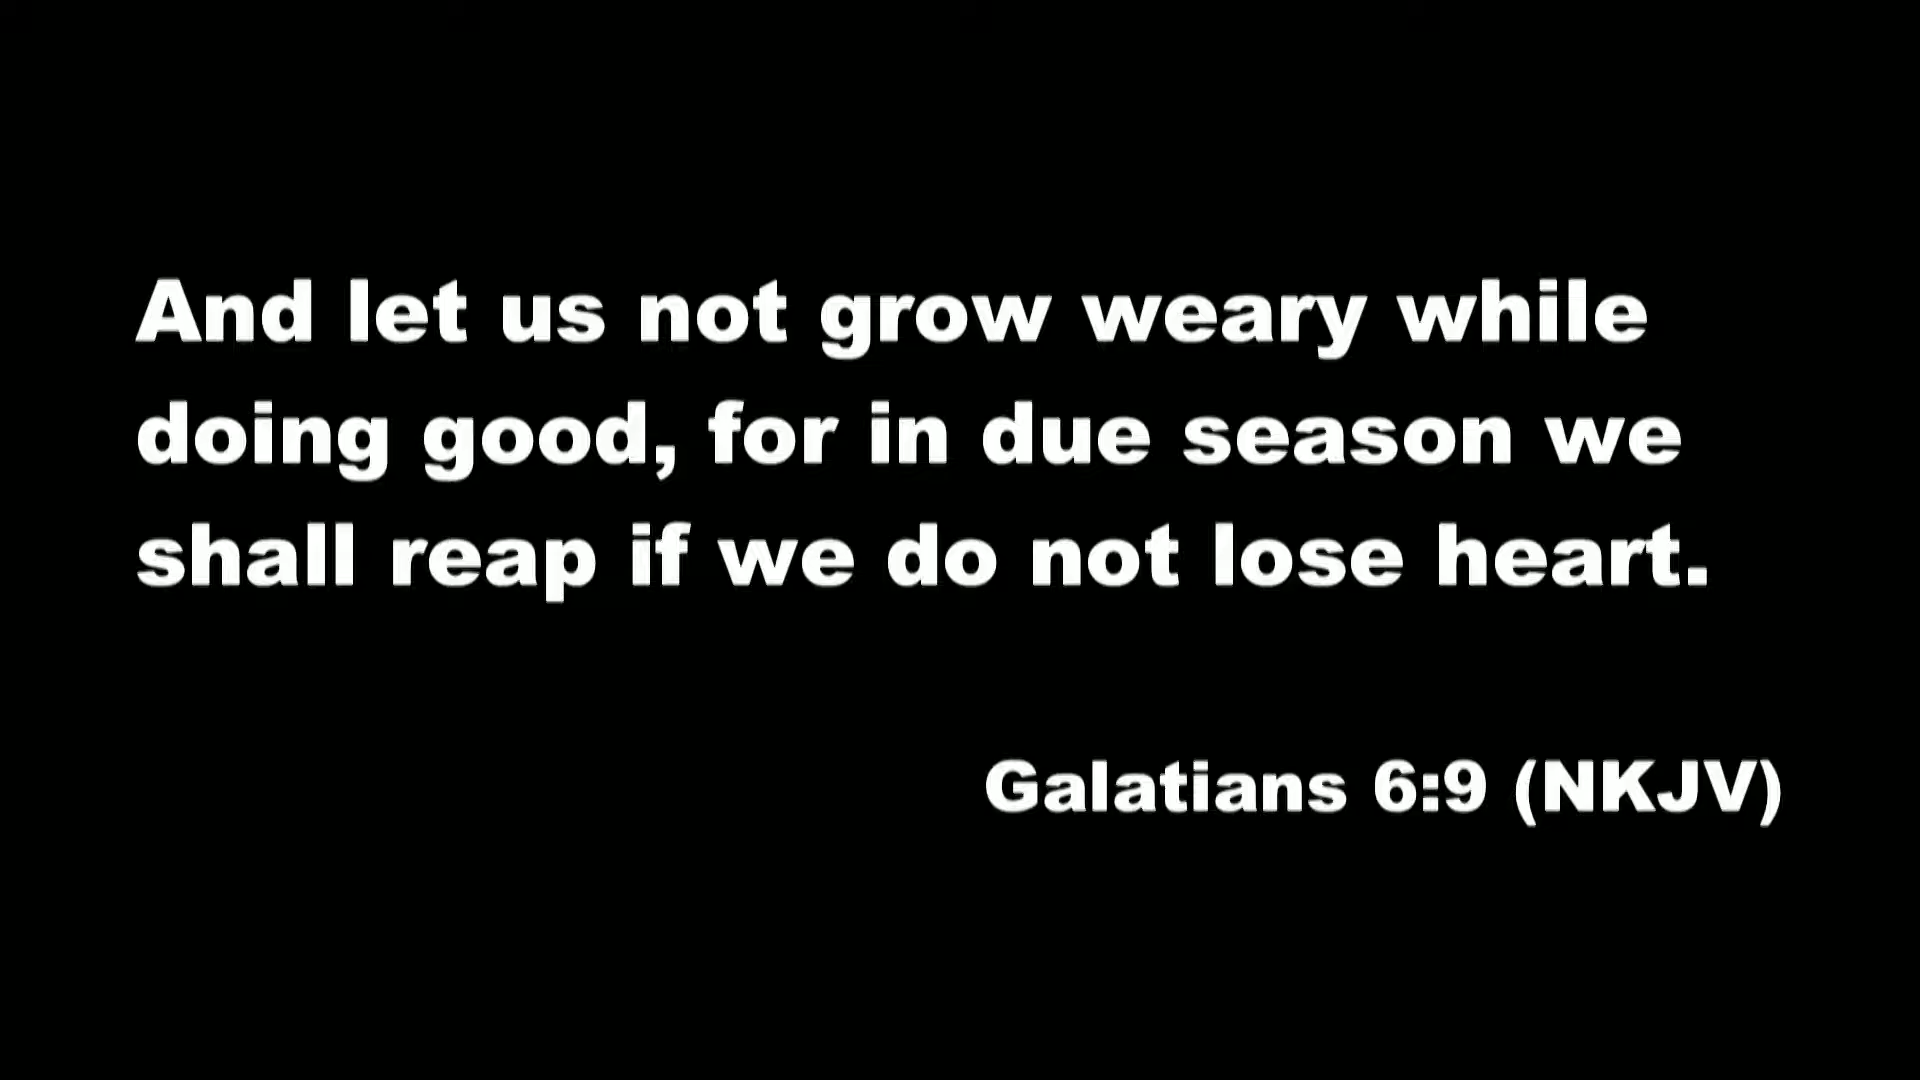 And let us not grow weary while
doing good, for in due season we
shall reap if we do not lose heart.
Galatians 6:9 (NKJV)